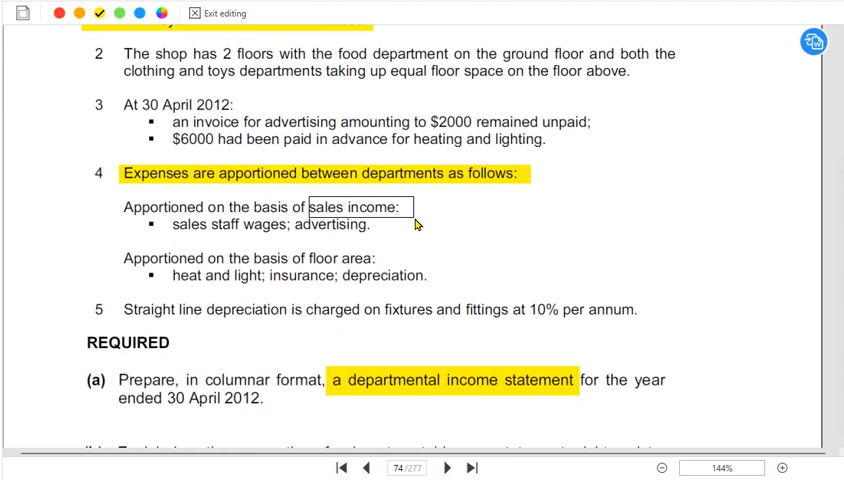 Exit editing
2 The shop has 2 floors with the food department on the ground floor and both the
clothing and toys departments taking up equal floor space on the floor above.
3 At 30 April 2012:
▪ an invoice for advertising amounting to $2000 remained unpaid;
▪ $6000 had been paid in advance for heating and lighting.
4 Expenses are apportioned between departments as follows:
Apportioned on the basis of sales income:
▪ sales staff wages; advertising.
Apportioned on the basis of floor area:
▪ heat and light; insurance; depreciation.
5 Straight line depreciation is charged on fixtures and fittings at 10% per annum.
REQUIRED
(a) Prepare, in columnar format, a departmental income statement for the year
ended 30 April 2012.
74 /277
144%